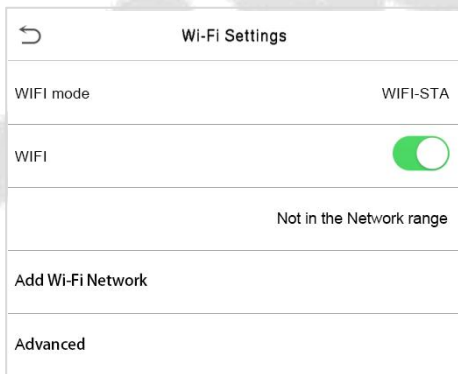 Wi-Fi Settings
WIFI mode WIFI-STA
WIFI
Not in the Network range
Add Wi-Fi Network
Advanced